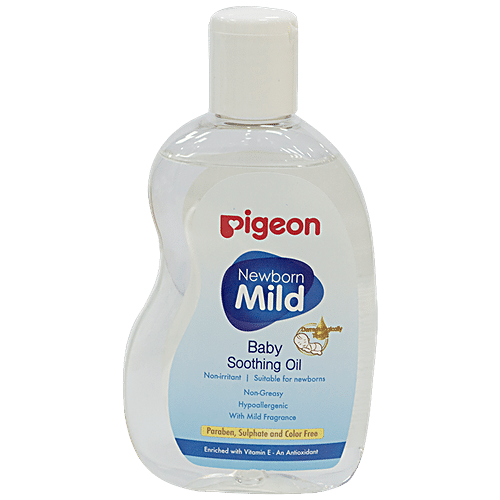 Pigeon
Newborn
Mild
Dermatologically
Baby
Soothing Oil
Non-irritant | Suitable for newborns
Non-Greasy
Hypoallergenic
With Mild Fragrance
Paraben, Sulphate and Color Free
Enriched with Vitamin E - An Antioxidant